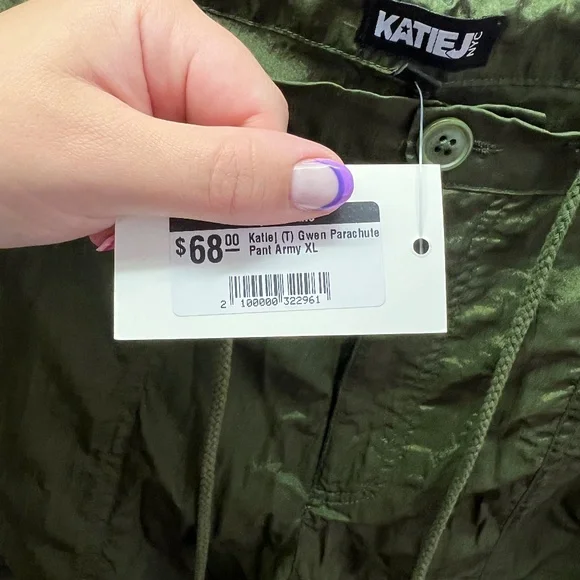 KATIEJ NYC
$68.00 Katiej (T) Gwen Parachute
Pant Army XL
2 100000 322961